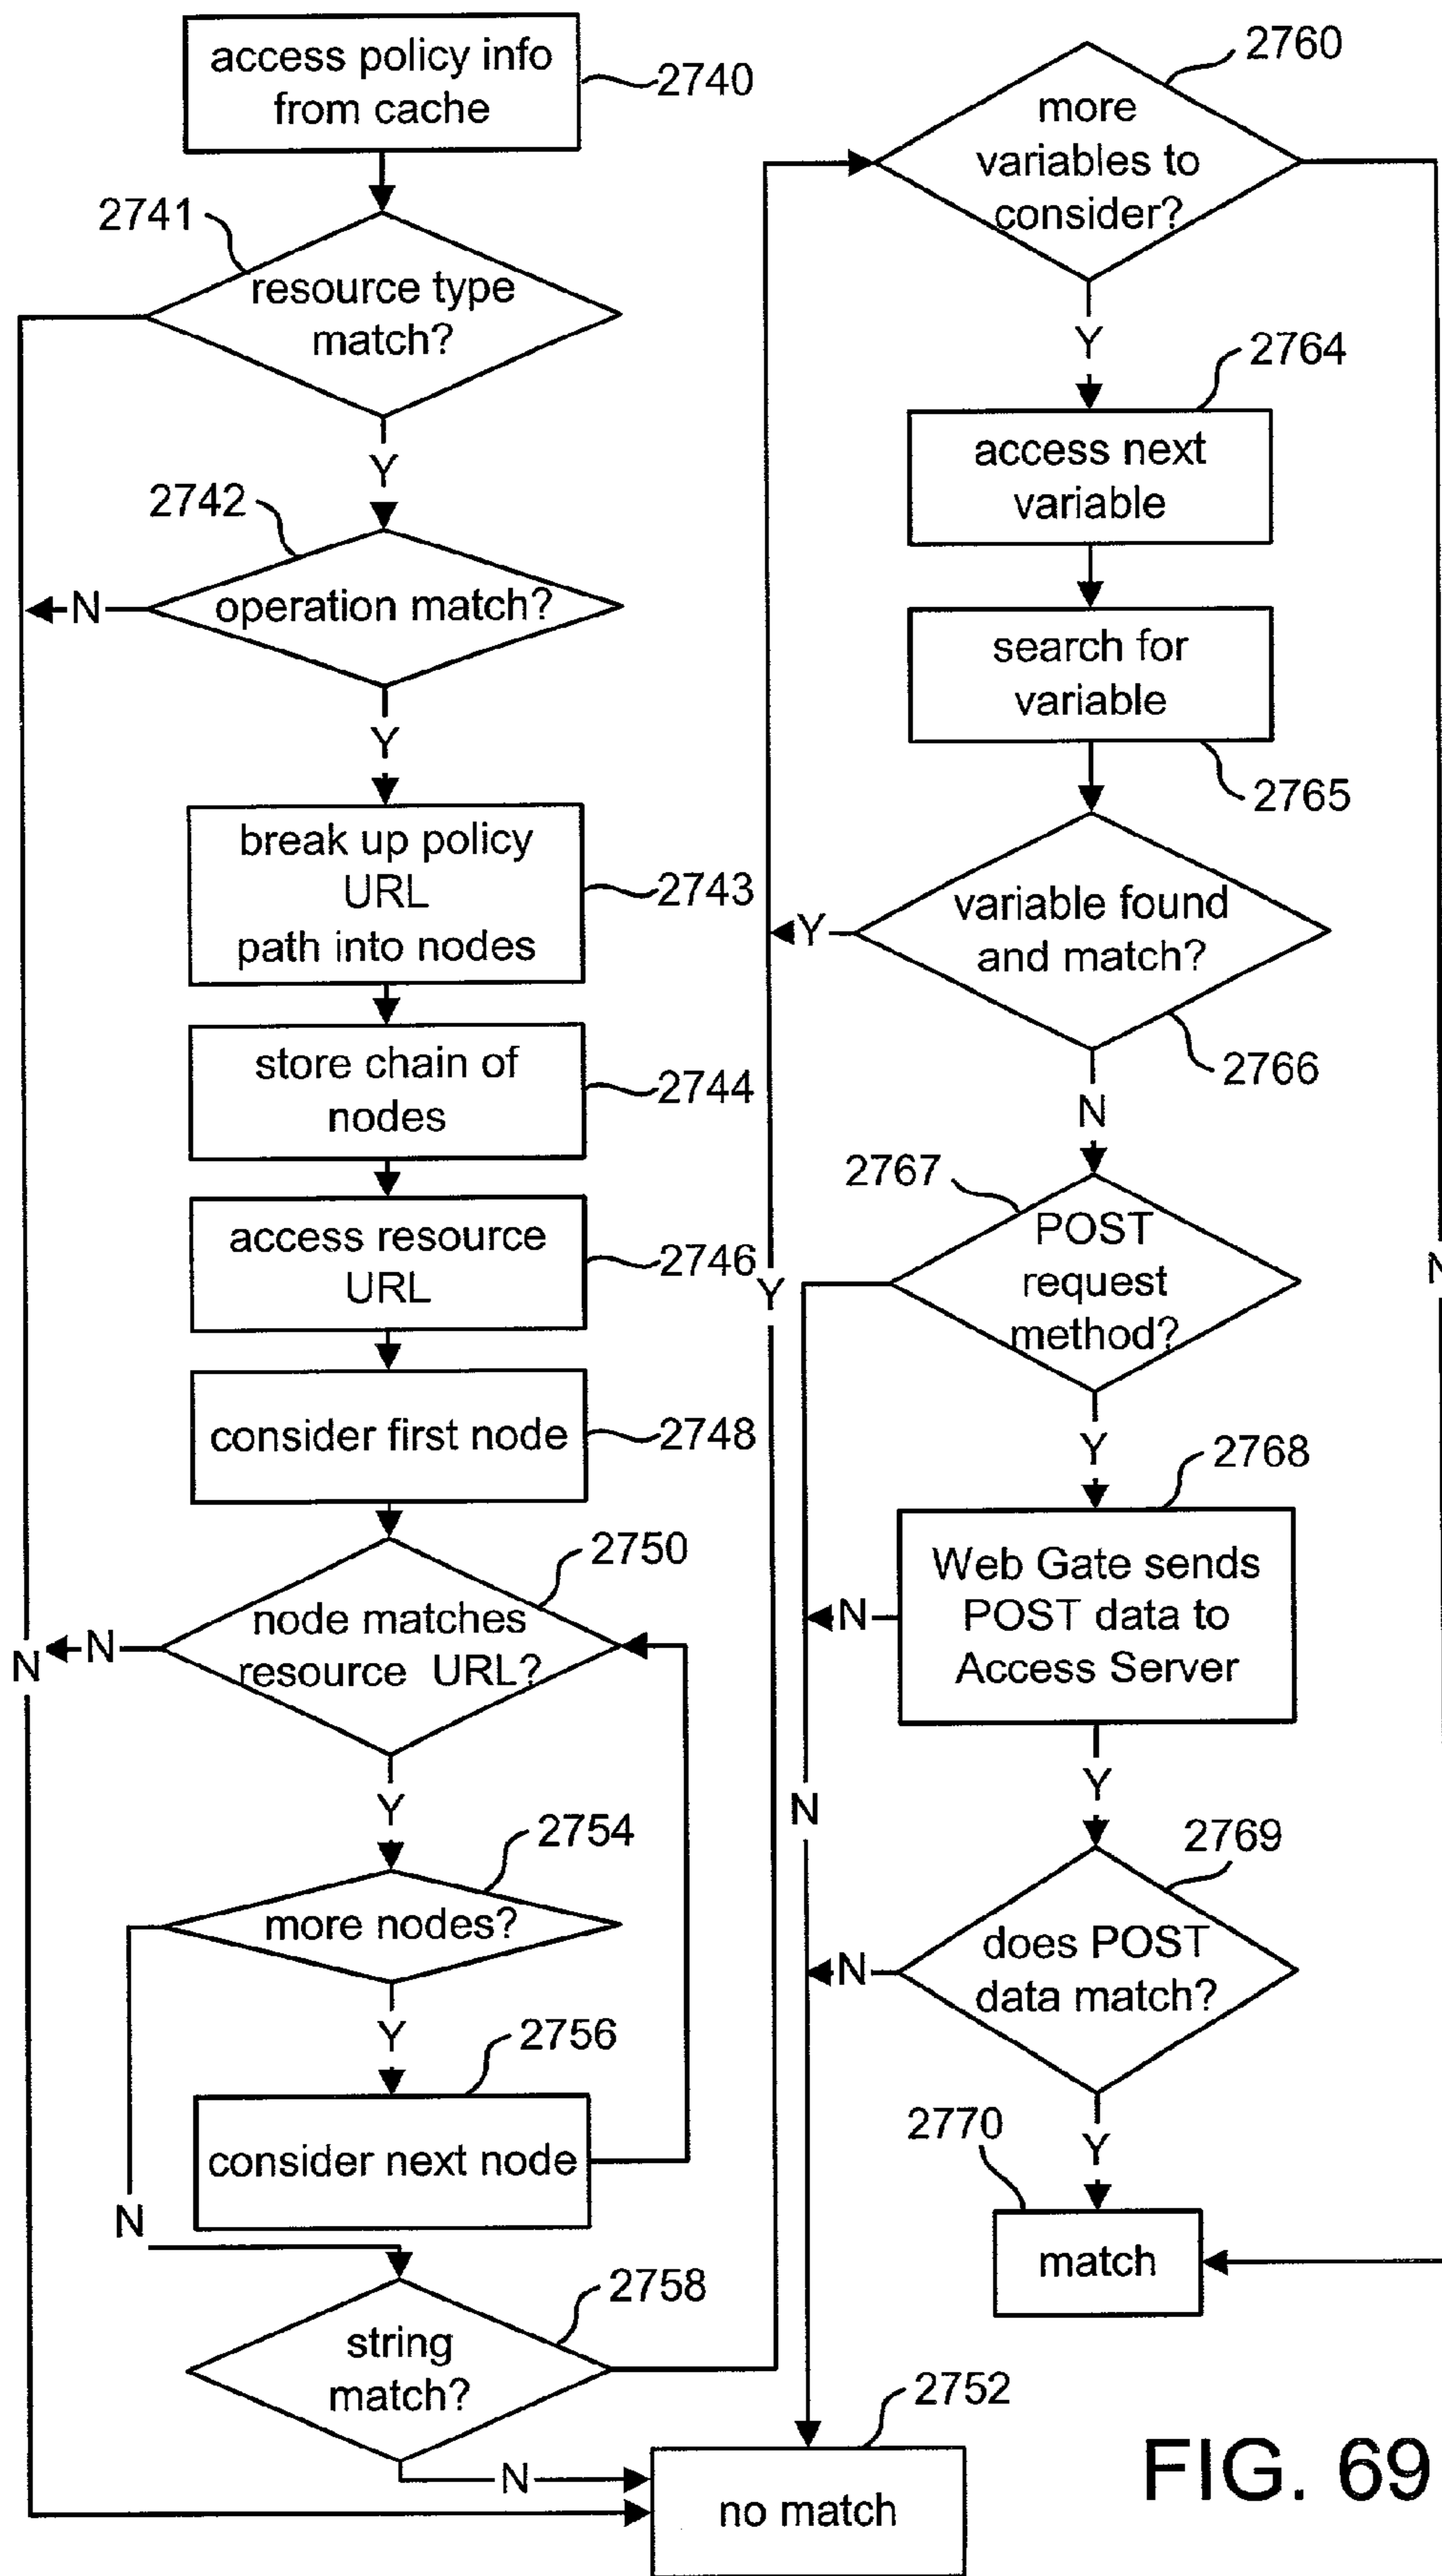 access policy info
from cache
2740
2741
resource type
match?
Y
2742
operation match?
N
Y
break up policy
URL
path into nodes
2743
store chain of
nodes
2744
access resource
URL
2746
consider first node
2748
2750
node matches
resource URL?
N
N
Y
2754
more nodes?
Y
2756
consider next node
N
2758
string
match?
N
2752
no match
Y
2760
more
variables to
consider?
Y
2764
access next
variable
search for
variable
2765
variable found
and match?
Y
2766
N
2767
POST
request
method?
N
Y
2768
Web Gate sends
POST data to
Access Server
N
Y
N
2769
does POST
data match?
N
Y
2770
match
FIG. 69